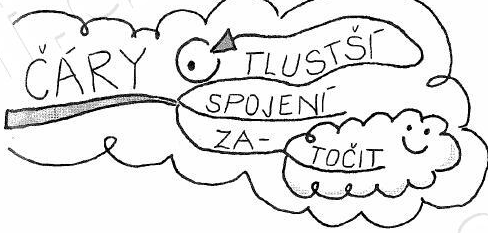 ČÁRY
TLUSTŠÍ
SPOJENÍ
ZA-
TOČIT